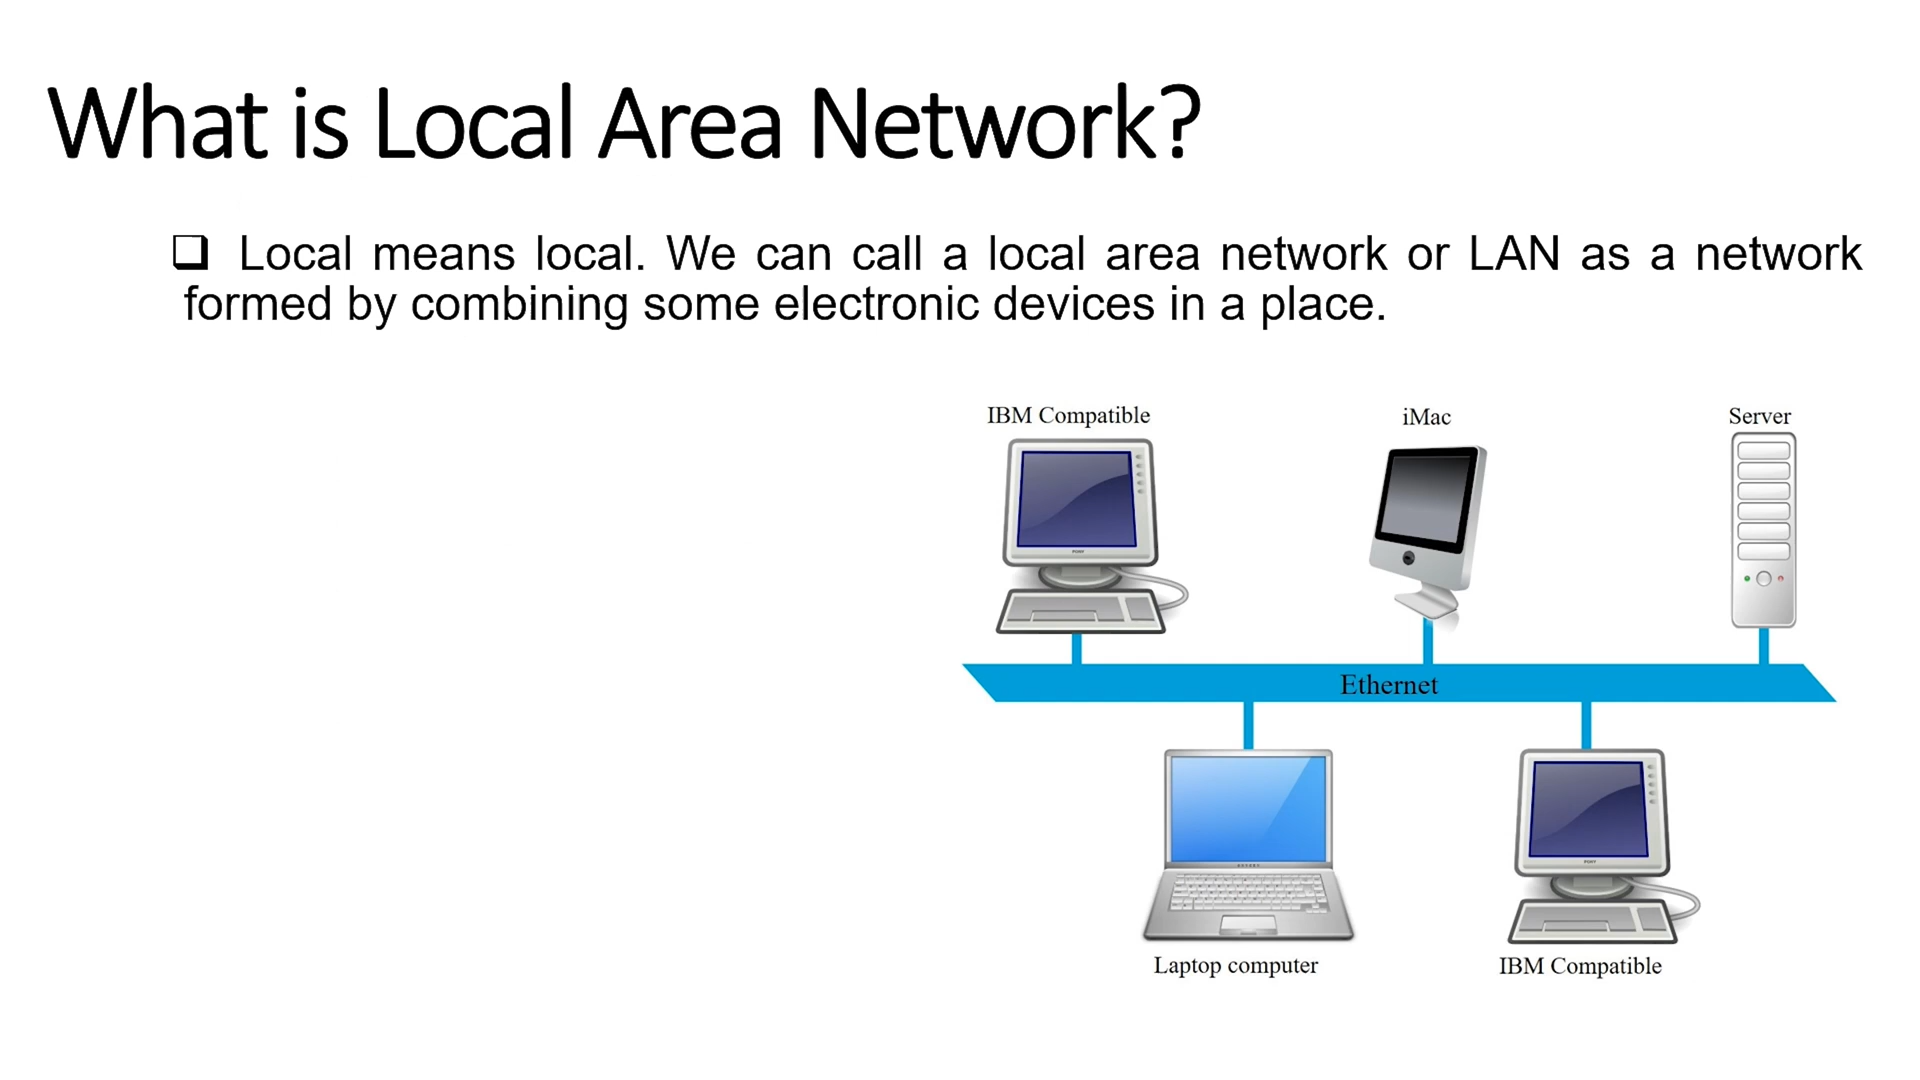 What is Local Area Network?
❑ Local means local. We can call a local area network or LAN as a network
formed by combining some electronic devices in a place.
IBM Compatible
iMac
Server
Ethernet
Laptop computer
IBM Compatible